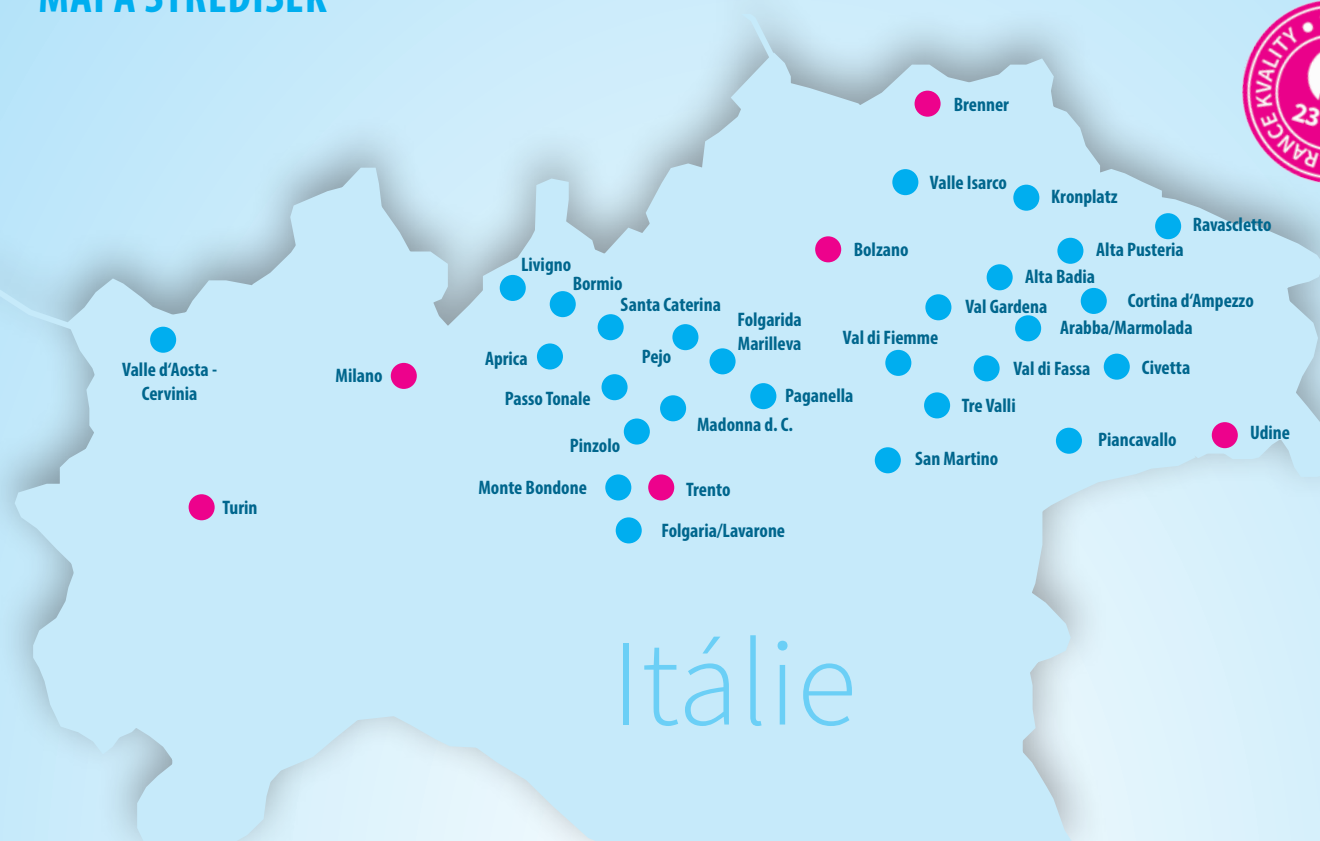 MAPA STŘEDISEK
KVALITY
23
Brenner
Valle Isarco
Kronplatz
Ravascletto
Bolzano
Alta Pusteria
Livigno
Alta Badia
Bormio
Cortina d‘Ampezzo
Santa Caterina
Val Gardena
Folgarida
Marilleva
Arabba/Marmolada
Val di Fiemme
Aprica
Pejo
Valle d‘Aosta -
Cervinia
Milano
Val di Fassa
Civetta
Passo Tonale
Paganella
Tre Valli
Madonna d. C.
Udine
Pinzolo
Piancavallo
San Martino
Monte Bondone
Trento
Turin
Folgaria/Lavarone
Itálie